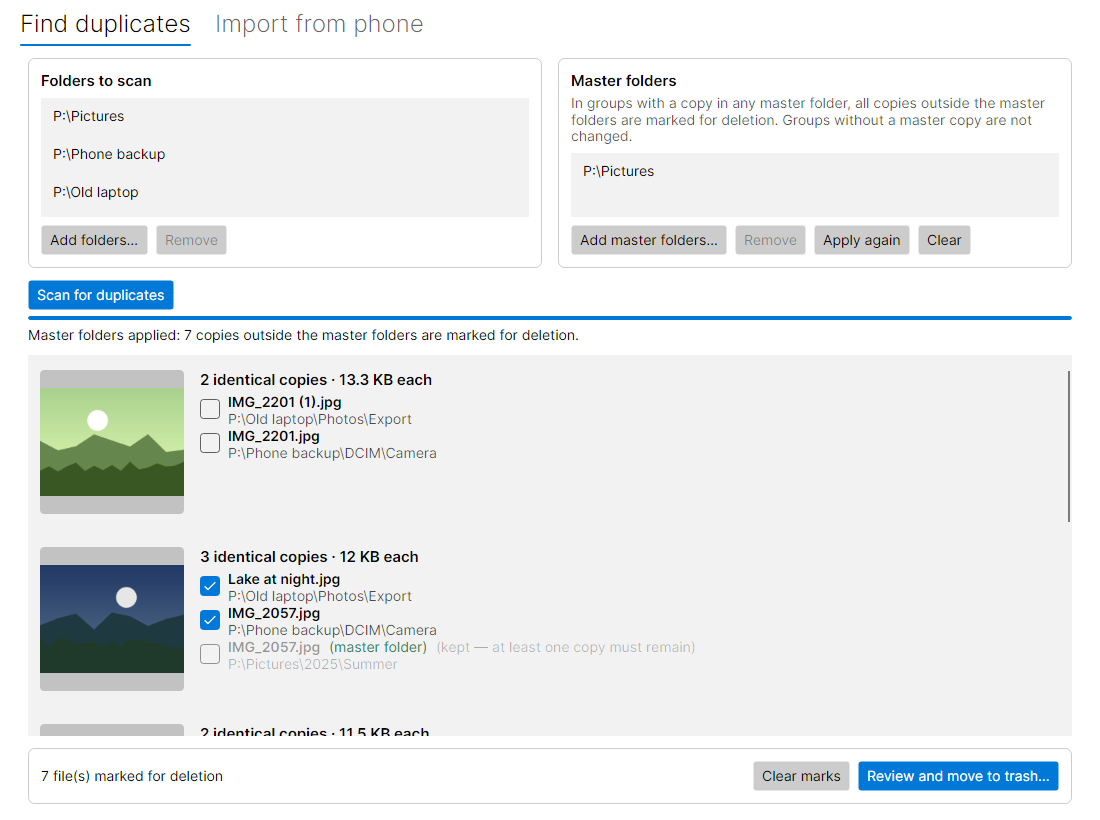 Find duplicates Import from phone
Folders to scan
P:\Pictures
P:\Phone backup
P:\Old laptop
Add folders... Remove
Master folders
In groups with a copy in any master folder, all copies outside the master
folders are marked for deletion. Groups without a master copy are not
changed.
P:\Pictures
Add master folders... Remove Apply again Clear
Scan for duplicates
Master folders applied: 7 copies outside the master folders are marked for deletion.
2 identical copies · 13.3 KB each
IMG_2201 (1).jpg
P:\Old laptop\Photos\Export
IMG_2201.jpg
P:\Phone backup\DCIM\Camera
3 identical copies · 12 KB each
Lake at night.jpg
P:\Old laptop\Photos\Export
IMG_2057.jpg
P:\Phone backup\DCIM\Camera
IMG_2057.jpg (master folder) (kept — at least one copy must remain)
P:\Pictures\2025\Summer
2 identical copies · 11.5 KB each
7 file(s) marked for deletion
Clear marks Review and move to trash...